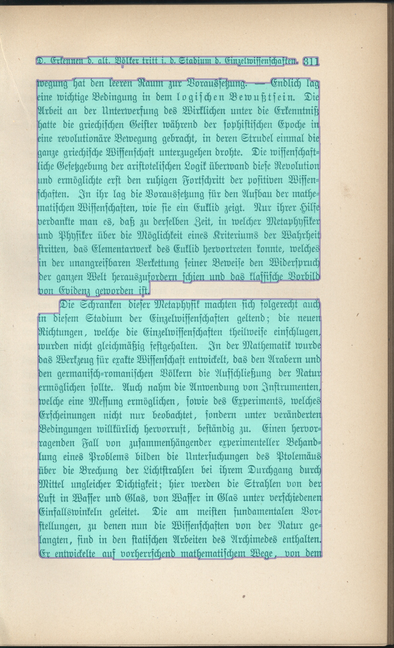 D. Erkennen d. alt. Völker tritt i. d. Stadium d. Einzelwissenschaften. 311
wegung hat den leeren Raum zur Voraussetzung. — Endlich lag
eine wichtige Bedingung in dem logischen Bewußtsein. Die
Arbeit an der Unterwerfung des Wirklichen unter die Erkenntniß
hatte die griechischen Geister während der sophistischen Epoche in
eine revolutionäre Bewegung gebracht, in deren Strudel einmal die
ganze griechische Wissenschaft unterzugehen drohte. Die wissenschaft-
liche Gesetzgebung der aristotelischen Logik überwand diese Revolution
und ermöglichte erst den ruhigen Fortschritt der positiven Wissen-
schaften. In ihr lag die Voraussetzung für den Aufbau der mathe-
matischen Wissenschaften, wie sie ein Euklid zeigt. Nur ihrer Hilfe
verdankte man es, daß zu derselben Zeit, in welcher Metaphysiker
und Physiker über die Möglichkeit eines Kriteriums der Wahrheit
stritten, das Elementarwerk des Euklid hervortreten konnte, welches
in der unangreifbaren Verkettung seiner Beweise den Widerspruch
der ganzen Welt herauszufordern schien und das klassische Vorbild
von Evidenz geworden ist.
Die Schranken dieser Metaphysik machten sich folgerecht auch
in diesem Stadium der Einzelwissenschaften geltend; die neuen
Richtungen, welche die Einzelwissenschaften theilweise einschlugen,
wurden nicht gleichmäßig festgehalten. In der Mathematik wurde
das Werkzeug für exakte Wissenschaft entwickelt, das den Arabern und
den germanisch-romanischen Völkern die Aufschließung der Natur
ermöglichen sollte. Auch nahm die Anwendung von Instrumenten,
welche eine Messung ermöglichen, sowie des Experiments, welches
Erscheinungen nicht nur beobachtet, sondern unter veränderten
Bedingungen willkürlich hervorruft, beständig zu. Einen hervor-
ragenden Fall von zusammenhängender experimenteller Behand-
lung eines Problems bilden die Untersuchungen des Ptolemäus
über die Brechung der Lichtstrahlen bei ihrem Durchgang durch
Mittel ungleicher Dichtigkeit; hier werden die Strahlen von der
Luft in Wasser und Glas, von Wasser in Glas unter verschiedenen
Einfallswinkeln geleitet. Die am meisten fundamentalen Vor-
stellungen, zu denen nun die Wissenschaften von der Natur ge-
langten, sind in den statischen Arbeiten des Archimedes enthalten.
Er entwickelte auf vorherrschend mathematischem Wege, von dem